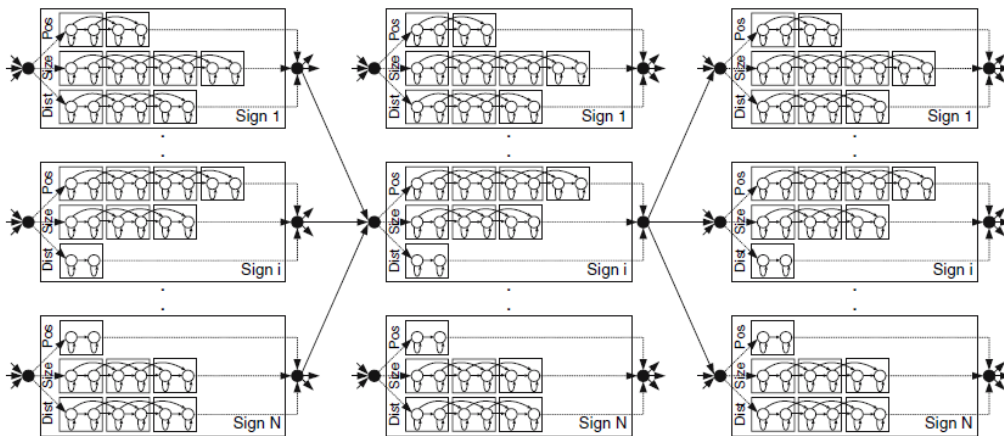 Pos Pos Pos
Size Size Size
Dist Dist Dist
Sign 1 Sign 1 Sign 1
Pos Pos Pos
Size Size Size
Dist Dist Dist
Sign i Sign i Sign i
Pos Pos Pos
Size Size Size
Dist Dist Dist
Sign N Sign N Sign N